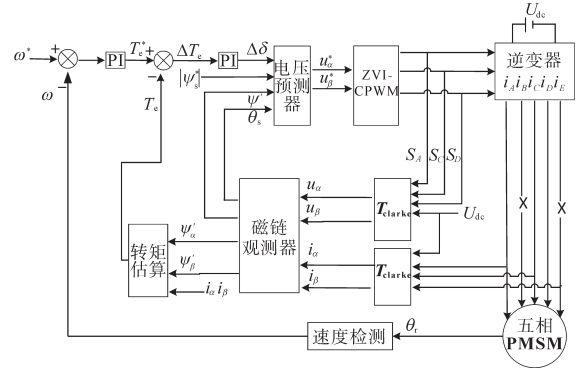 U_dc
ω* + PI T_e* + ΔT_e PI Δδ 电压预测器 u_α* u_β* ZVI-CPWM 逆变器
ω − − |ψ_s*| i_A i_B i_C i_D i_E
T_e ψ′
θ_s
S_A S_C S_D
u_α
u_β T_clarke U_dc
磁链观测器
转矩估算 ψ′_α i_α T_clarke
ψ′_β i_β
i_α i_β
速度检测 θ_r 五相
PMSM